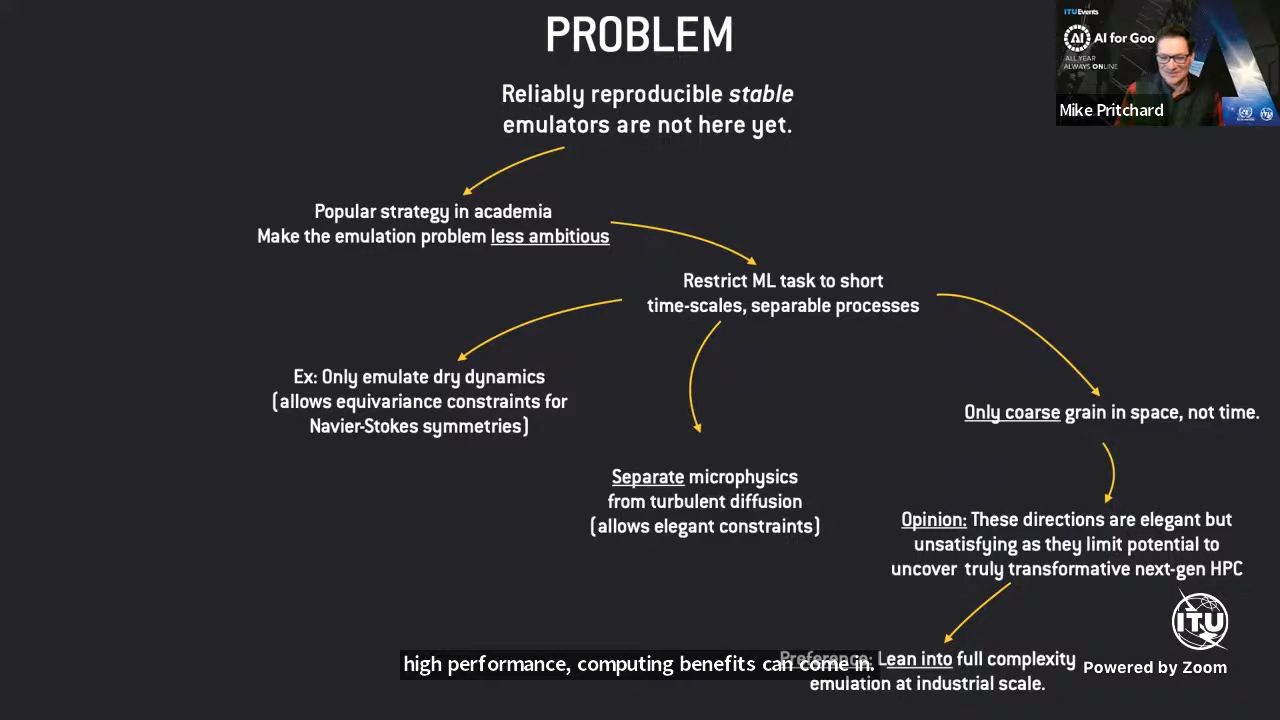 PROBLEM
Reliably reproducible stable
emulators are not here yet.
Popular strategy in academia
Make the emulation problem less ambitious
Restrict ML task to short
time-scales, separable processes
Ex: Only emulate dry dynamics
(allows equivariance constraints for
Navier-Stokes symmetries)
Separate microphysics
from turbulent diffusion
(allows elegant constraints)
Only coarse grain in space, not time.
Opinion: These directions are elegant but
unsatisfying as they limit potential to
uncover truly transformative next-gen HPC
Preference: Lean into full complexity
emulation at industrial scale.
high performance, computing benefits can come in.
ITUEvents
AI
AI for Goo
ALL YEAR
ALWAYS ONLINE
Mike Pritchard
ITU
Powered by Zoom